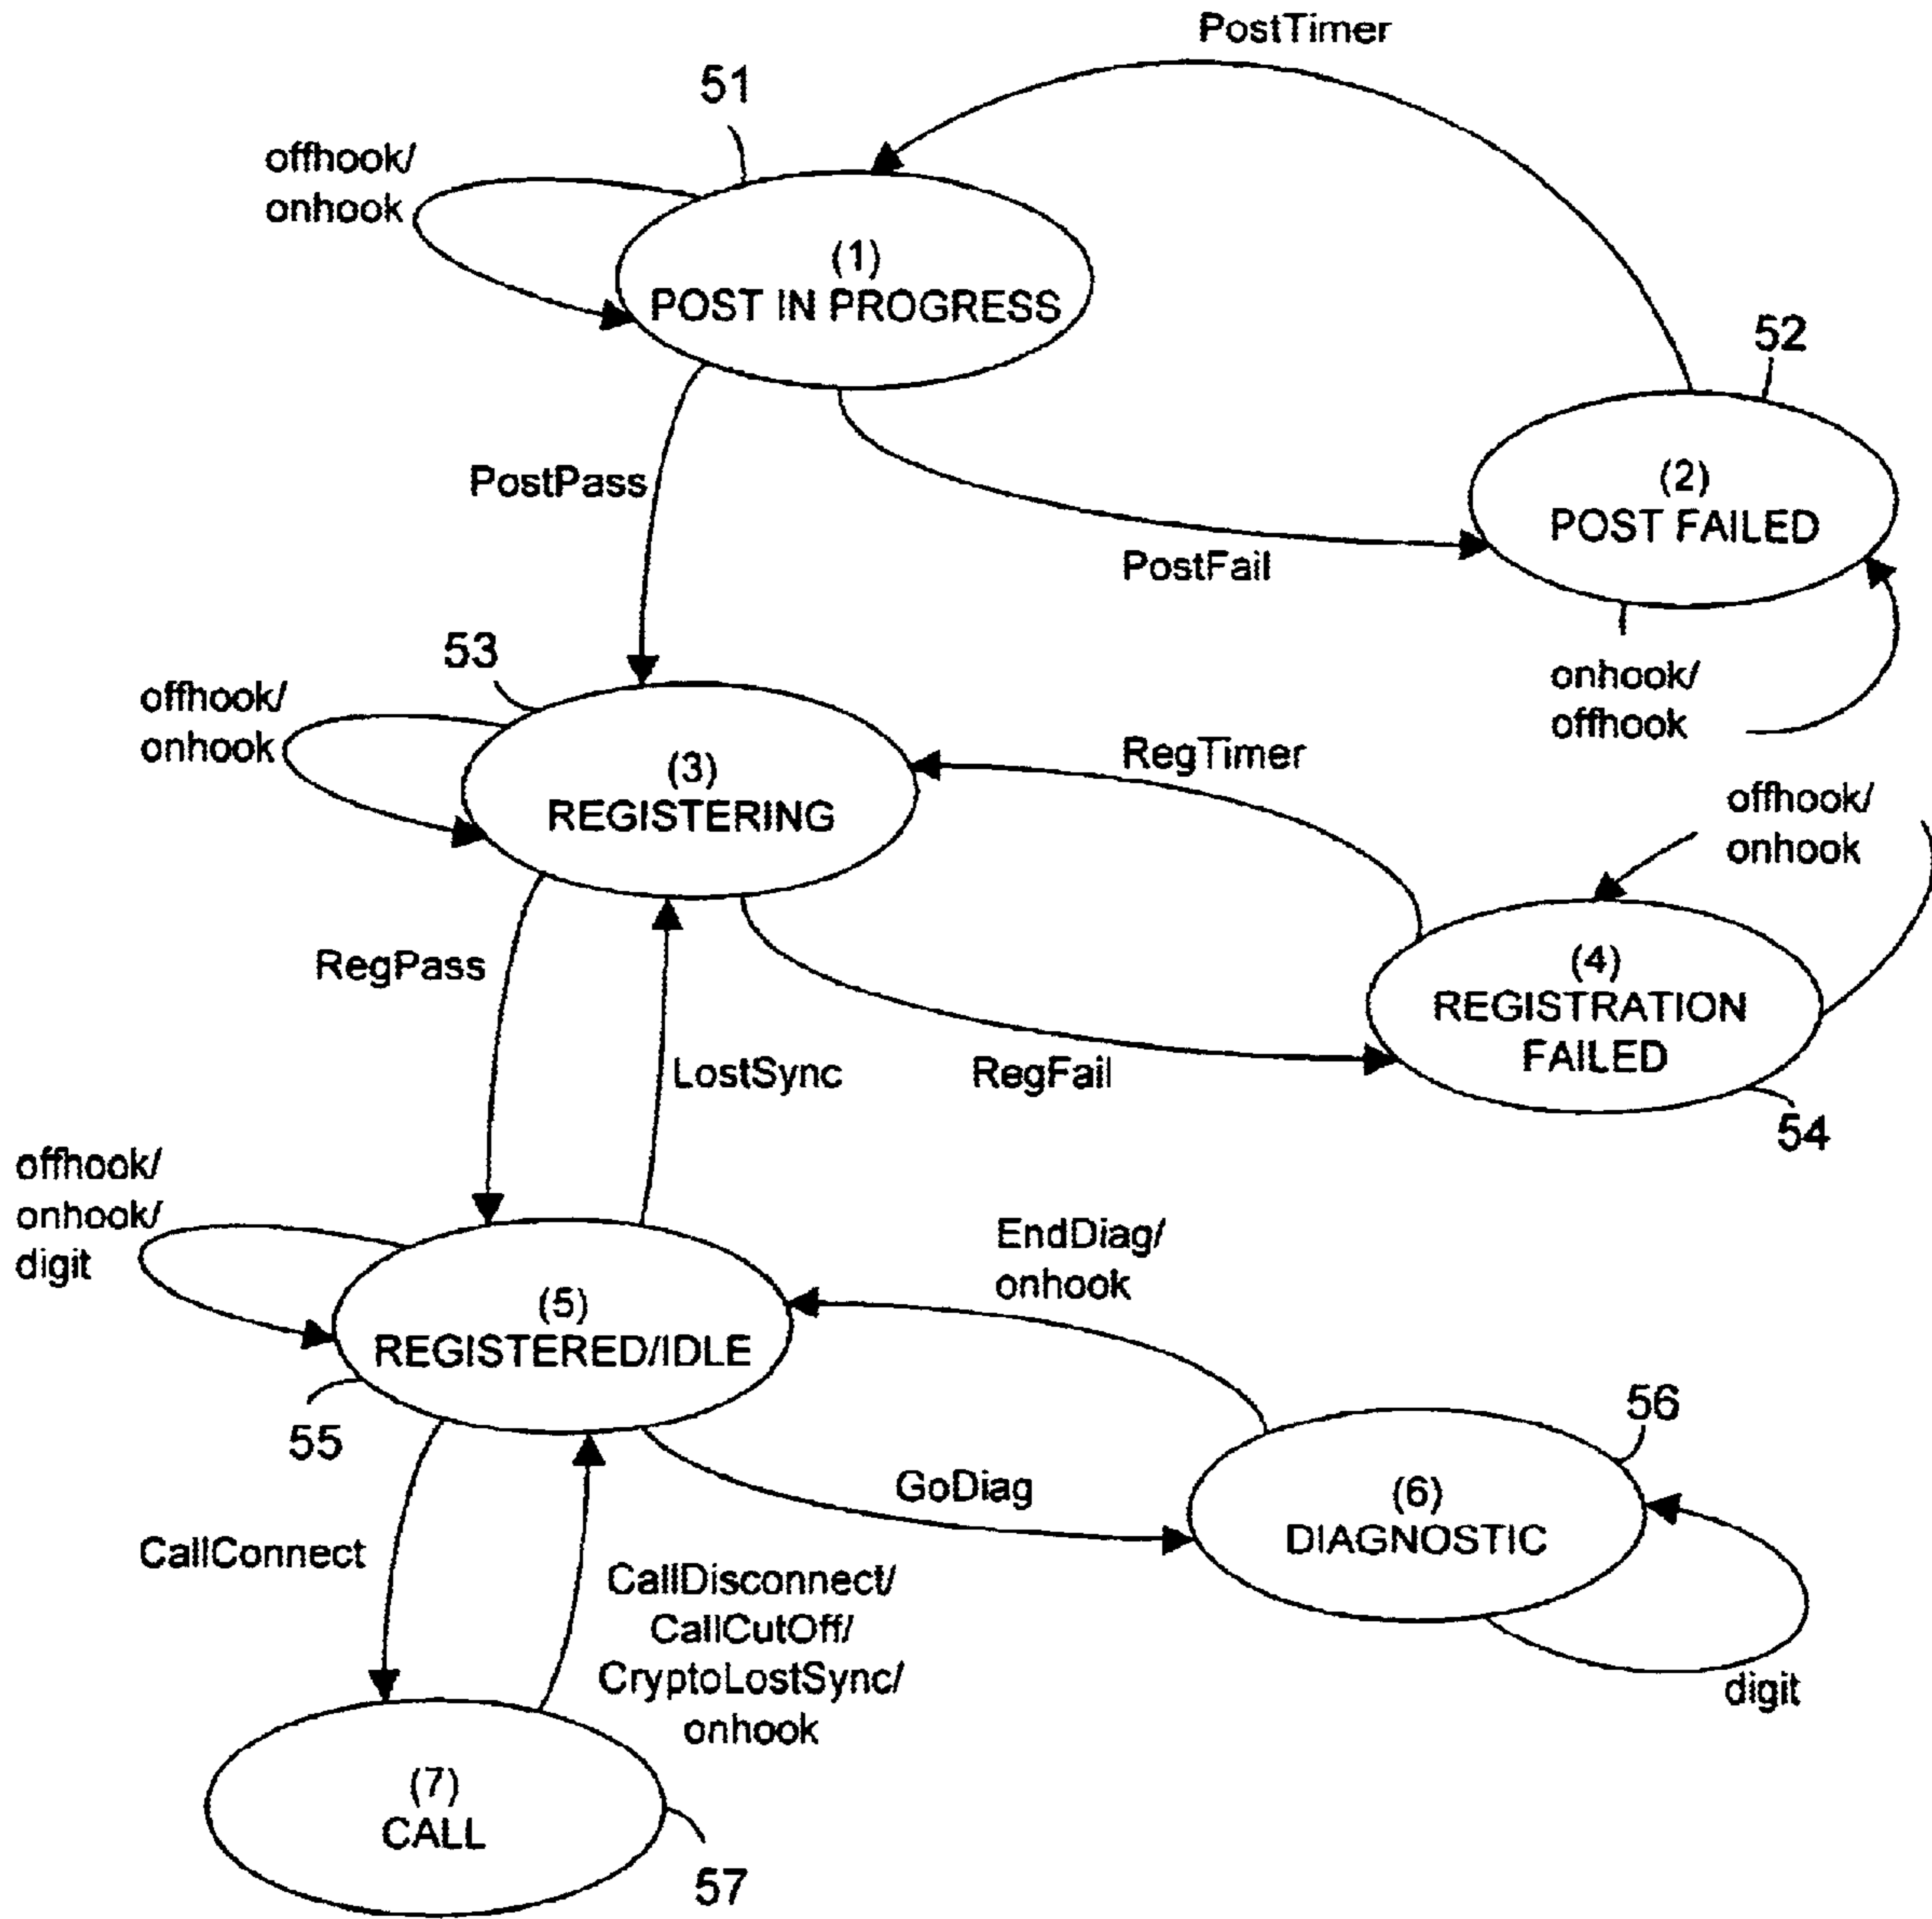 PostTimer
51
offhook/
onhook
(1)
POST IN PROGRESS
52
(2)
POST FAILED
PostPass
PostFail
onhook/
offhook
53
offhook/
onhook
(3)
REGISTERING
RegTimer
offhook/
onhook
(4)
REGISTRATION
FAILED
54
RegPass
LostSync
RegFail
offhook/
onhook/
digit
(5)
REGISTERED/IDLE
55
EndDiag/
onhook
56
(6)
DIAGNOSTIC
GoDiag
digit
CallConnect
CallDisconnect/
CallCutOff/
CryptoLostSync/
onhook
(7)
CALL
57